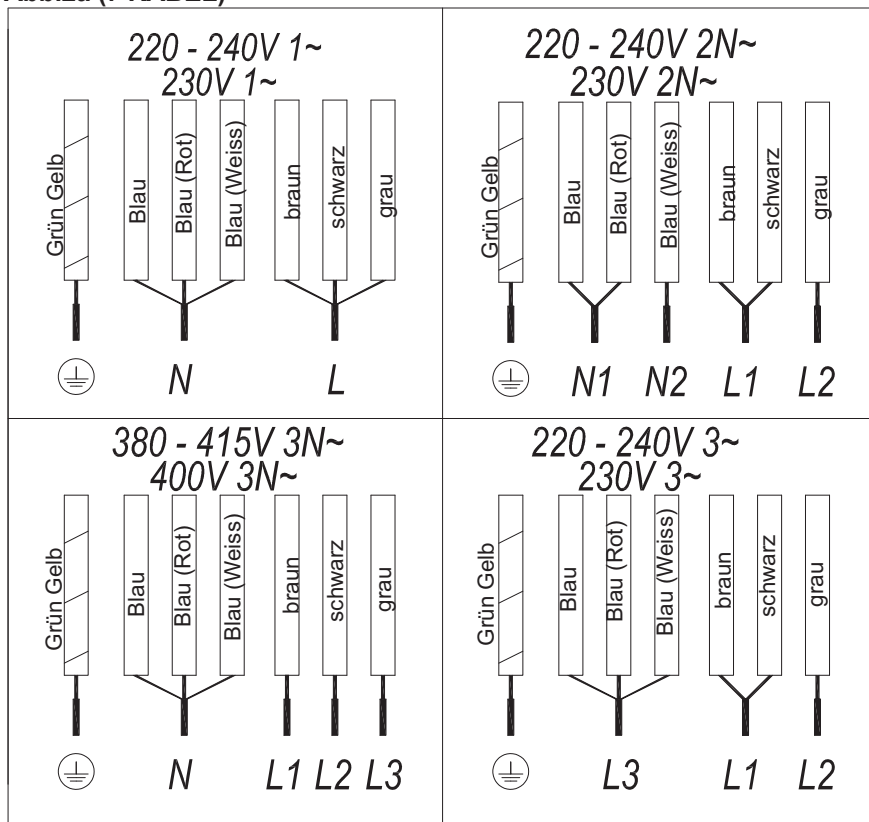 220 - 240V 1~
230V 1~
Grün Gelb
Blau
Blau (Rot)
Blau (Weiss)
braun
schwarz
grau
N
L
220 - 240V 2N~
230V 2N~
Grün Gelb
Blau
Blau (Rot)
Blau (Weiss)
braun
schwarz
grau
N1 N2 L1 L2
380 - 415V 3N~
400V 3N~
Grün Gelb
Blau
Blau (Rot)
Blau (Weiss)
braun
schwarz
grau
N L1 L2 L3
220 - 240V 3~
230V 3~
Grün Gelb
Blau
Blau (Rot)
Blau (Weiss)
braun
schwarz
grau
L3 L1 L2